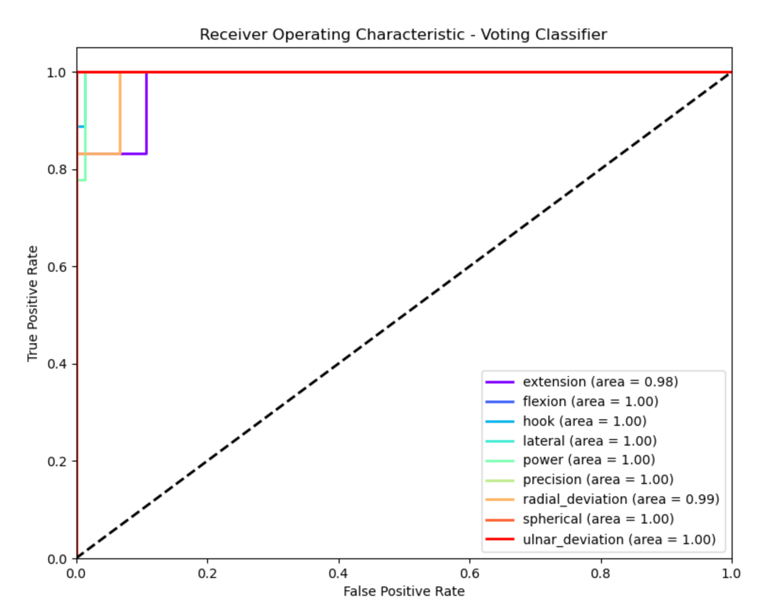 Receiver Operating Characteristic - Voting Classifier
1.0
0.8
0.6
0.4
0.2
0.0
True Positive Rate
extension (area = 0.98)
flexion (area = 1.00)
hook (area = 1.00)
lateral (area = 1.00)
power (area = 1.00)
precision (area = 1.00)
radial_deviation (area = 0.99)
spherical (area = 1.00)
ulnar_deviation (area = 1.00)
0.0 0.2 0.4 0.6 0.8 1.0
False Positive Rate